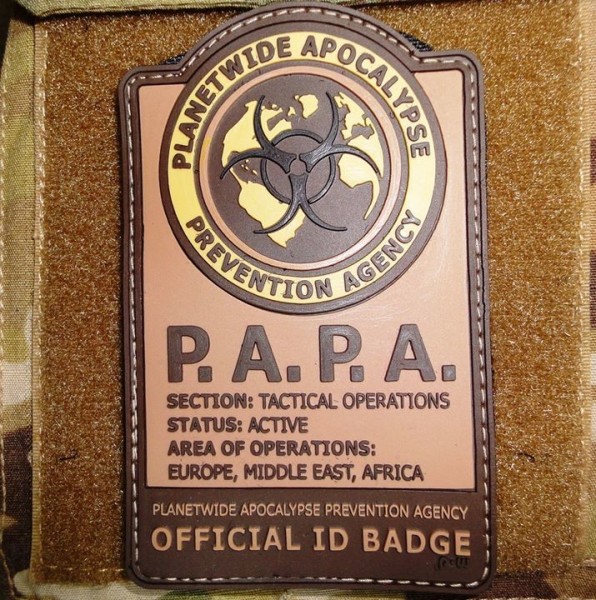 PLANETWIDE APOCALYPSE
PREVENTION AGENCY
P.A.P.A.
SECTION: TACTICAL OPERATIONS
STATUS: ACTIVE
AREA OF OPERATIONS:
EUROPE, MIDDLE EAST, AFRICA
PLANETWIDE APOCALYPSE PREVENTION AGENCY
OFFICIAL ID BADGE